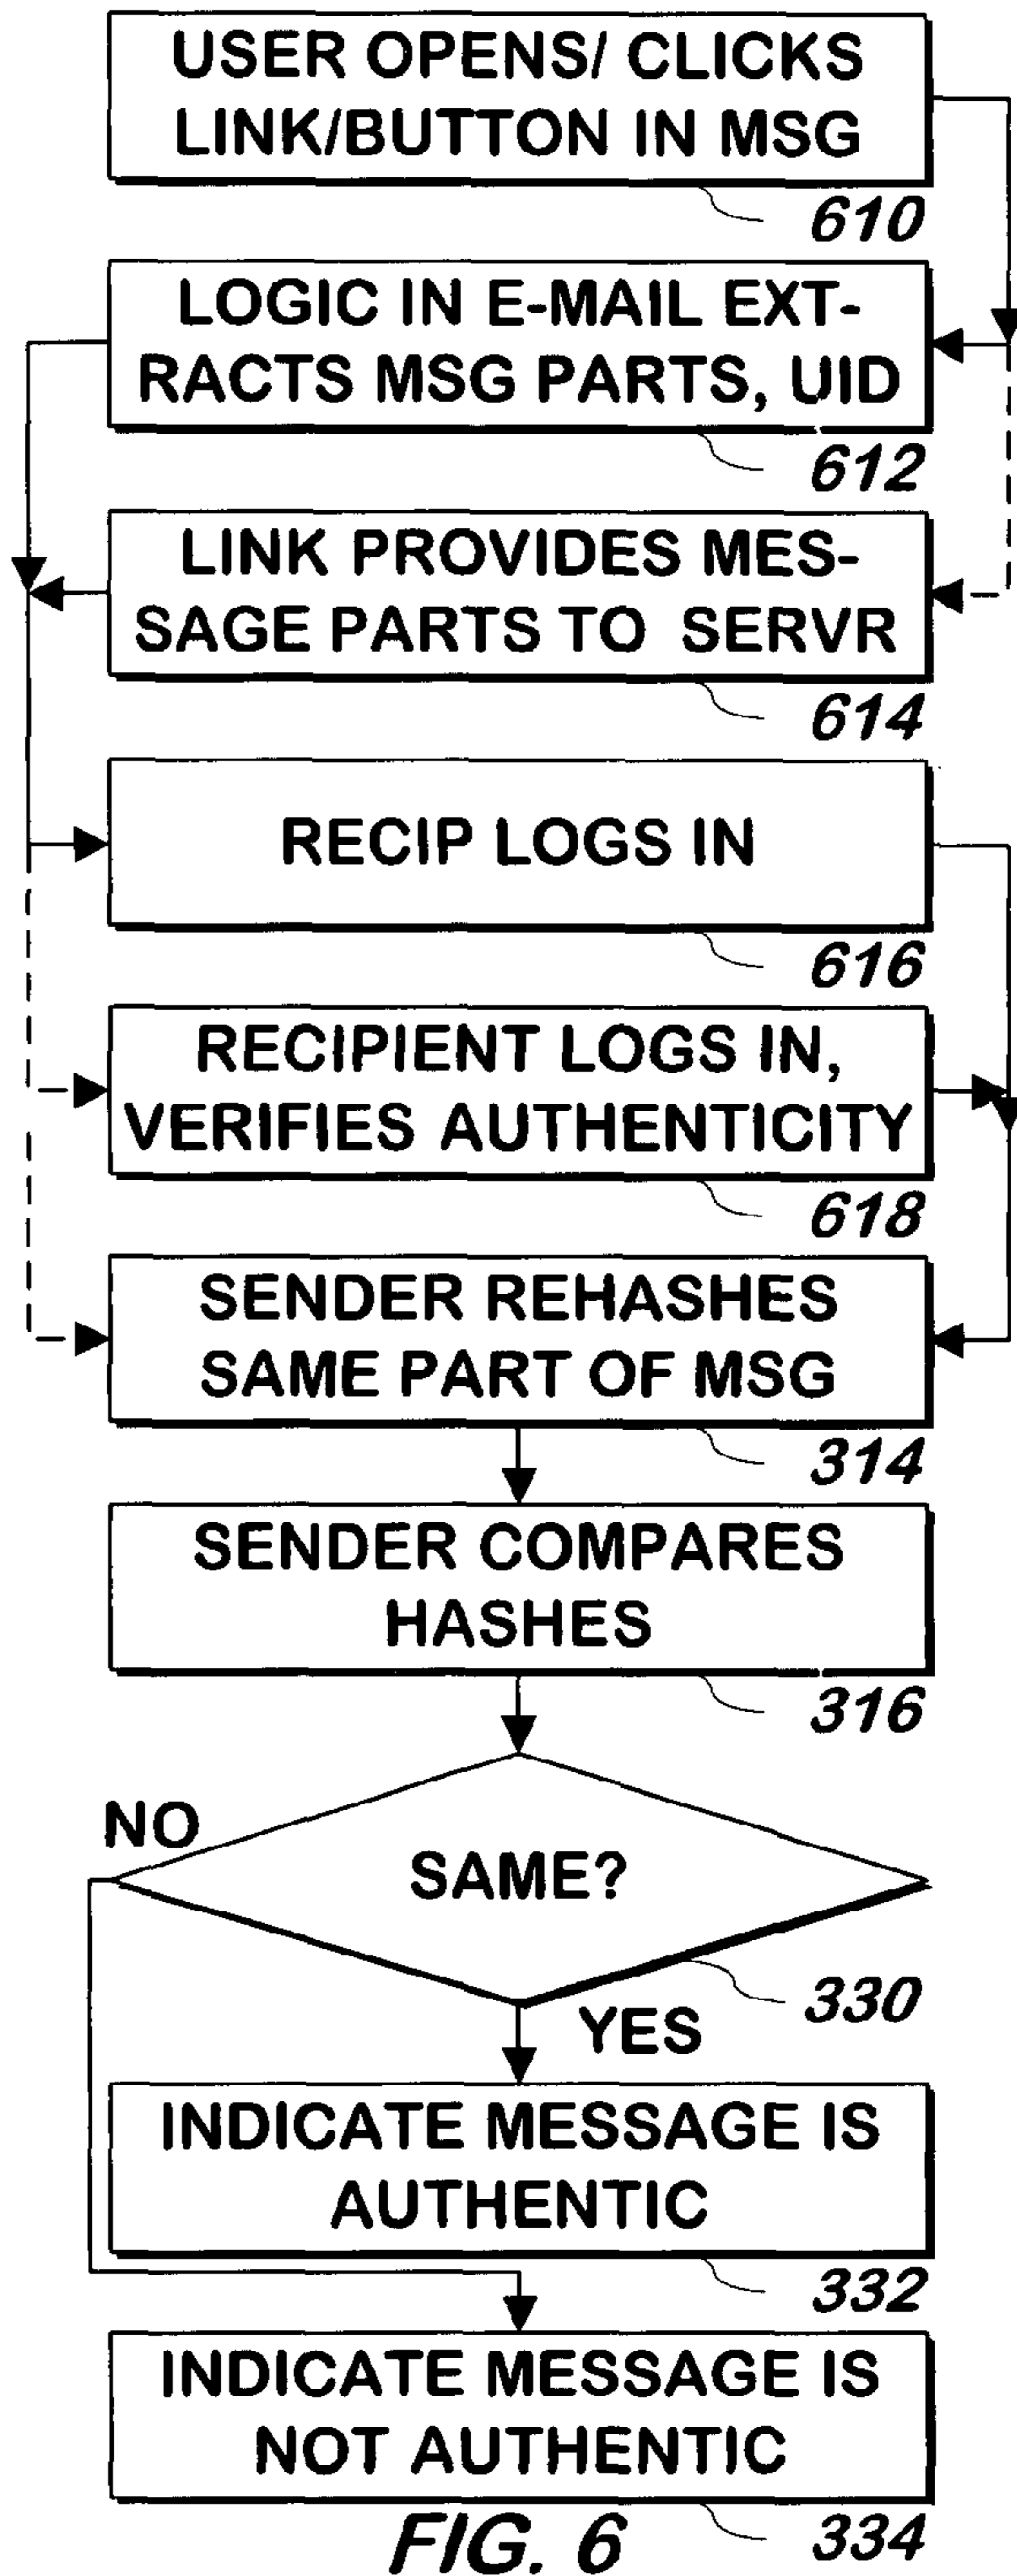 USER OPENS/ CLICKS
LINK/BUTTON IN MSG
610
LOGIC IN E-MAIL EXT-
RACTS MSG PARTS, UID
612
LINK PROVIDES MES-
SAGE PARTS TO SERVR
614
RECIP LOGS IN
616
RECIPIENT LOGS IN,
VERIFIES AUTHENTICITY
618
SENDER REHASHES
SAME PART OF MSG
314
SENDER COMPARES
HASHES
316
NO
SAME?
330
YES
INDICATE MESSAGE IS
AUTHENTIC
332
INDICATE MESSAGE IS
NOT AUTHENTIC
334
FIG. 6